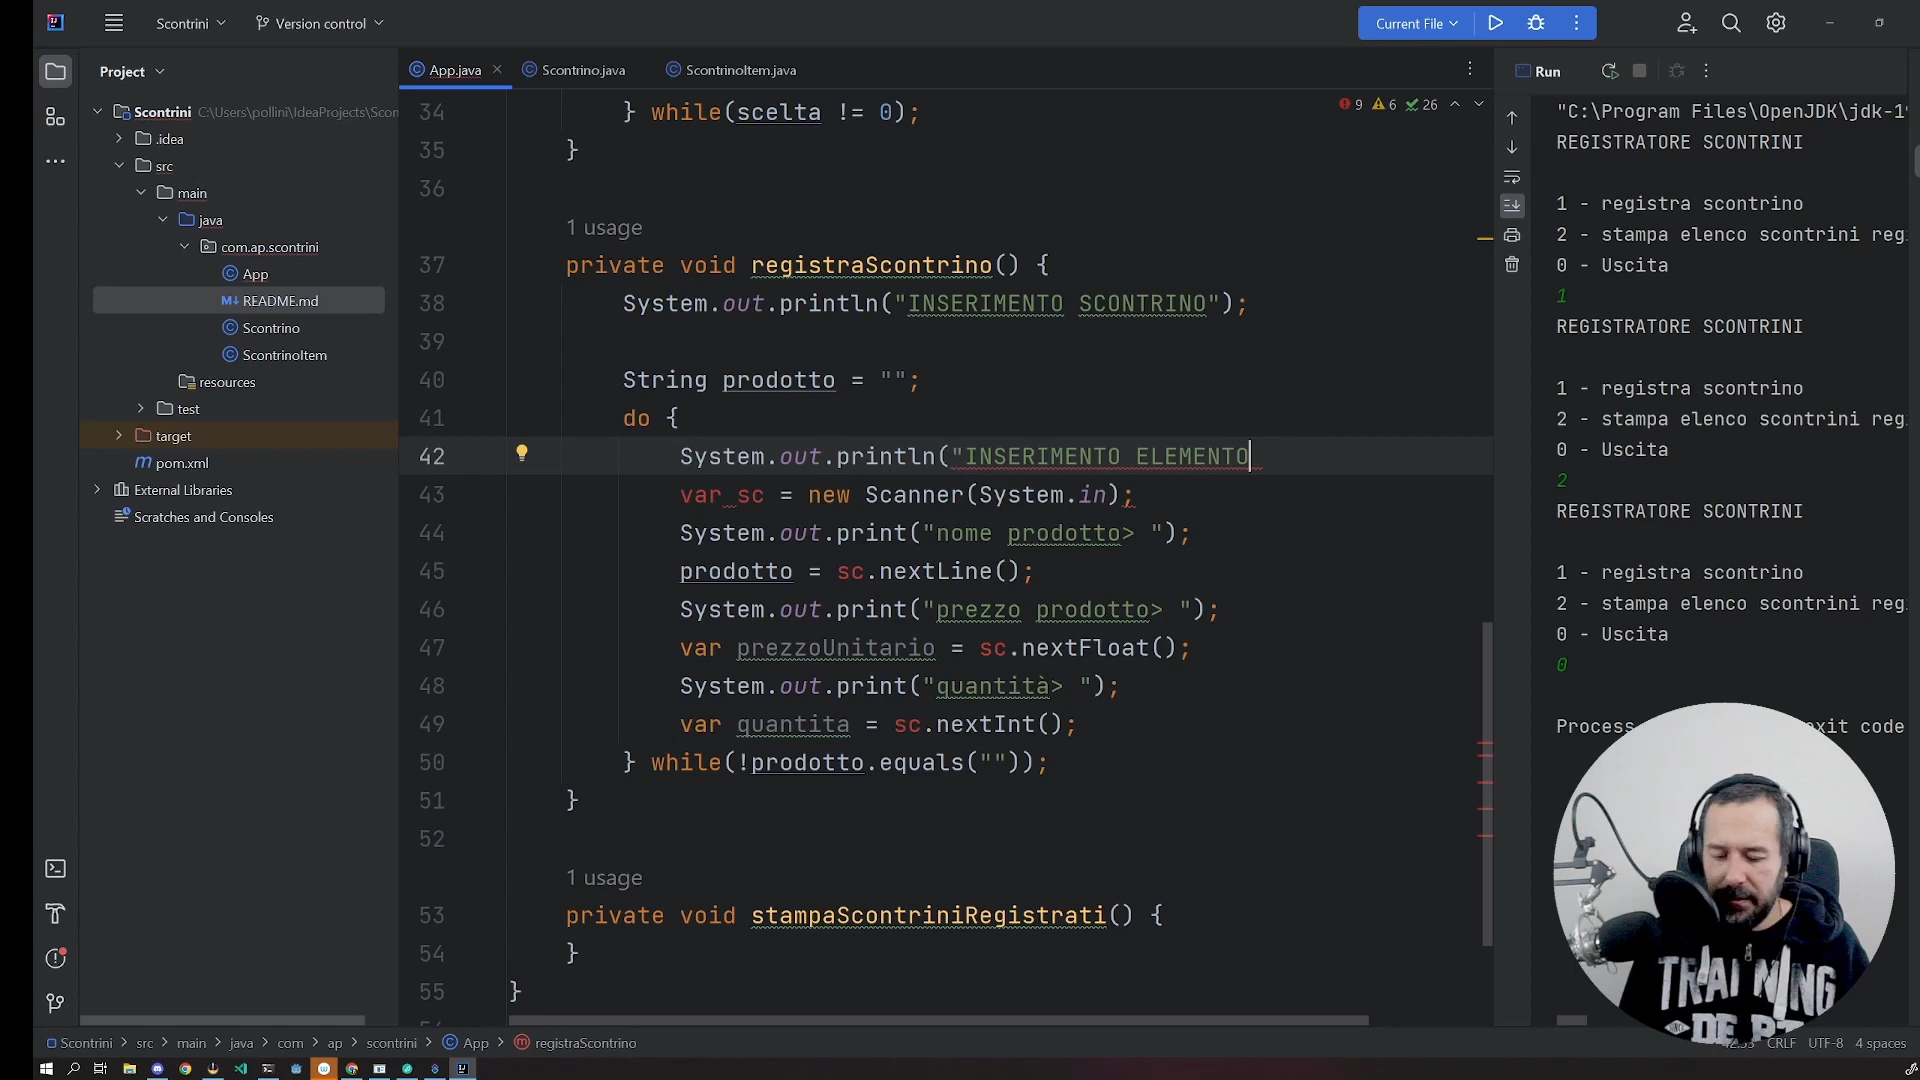 Scontrini
Version control
Current File
Project
App.java
Scontrino.java
ScontrinoItem.java
Run
Scontrini C:\Users\pollini\IdeaProjects\Scon
.idea
src
main
java
com.ap.scontrini
App
README.md
Scontrino
ScontrinoItem
resources
test
target
pom.xml
External Libraries
Scratches and Consoles
9 6 26
34 } while(scelta != 0);
35 }
36
1 usage
37 private void registraScontrino() {
38 System.out.println("INSERIMENTO SCONTRINO");
39
40 String prodotto = "";
41 do {
42 System.out.println("INSERIMENTO ELEMENTO
43 var sc = new Scanner(System.in);
44 System.out.print("nome prodotto> ");
45 prodotto = sc.nextLine();
46 System.out.print("prezzo prodotto> ");
47 var prezzoUnitario = sc.nextFloat();
48 System.out.print("quantità> ");
49 var quantita = sc.nextInt();
50 } while(!prodotto.equals(""));
51 }
52
1 usage
53 private void stampaScontriniRegistrati() {
54 }
55 }
"C:\Program Files\OpenJDK\jdk-1
REGISTRATORE SCONTRINI
1 - registra scontrino
2 - stampa elenco scontrini reg
0 - Uscita
1
REGISTRATORE SCONTRINI
1 - registra scontrino
2 - stampa elenco scontrini reg
0 - Uscita
2
REGISTRATORE SCONTRINI
1 - registra scontrino
2 - stampa elenco scontrini reg
0 - Uscita
0
Process exit code
TRAINING
DEPT
Scontrini > src > main > java > com > ap > scontrini > App > registraScontrino
CRLF UTF-8 4 spaces